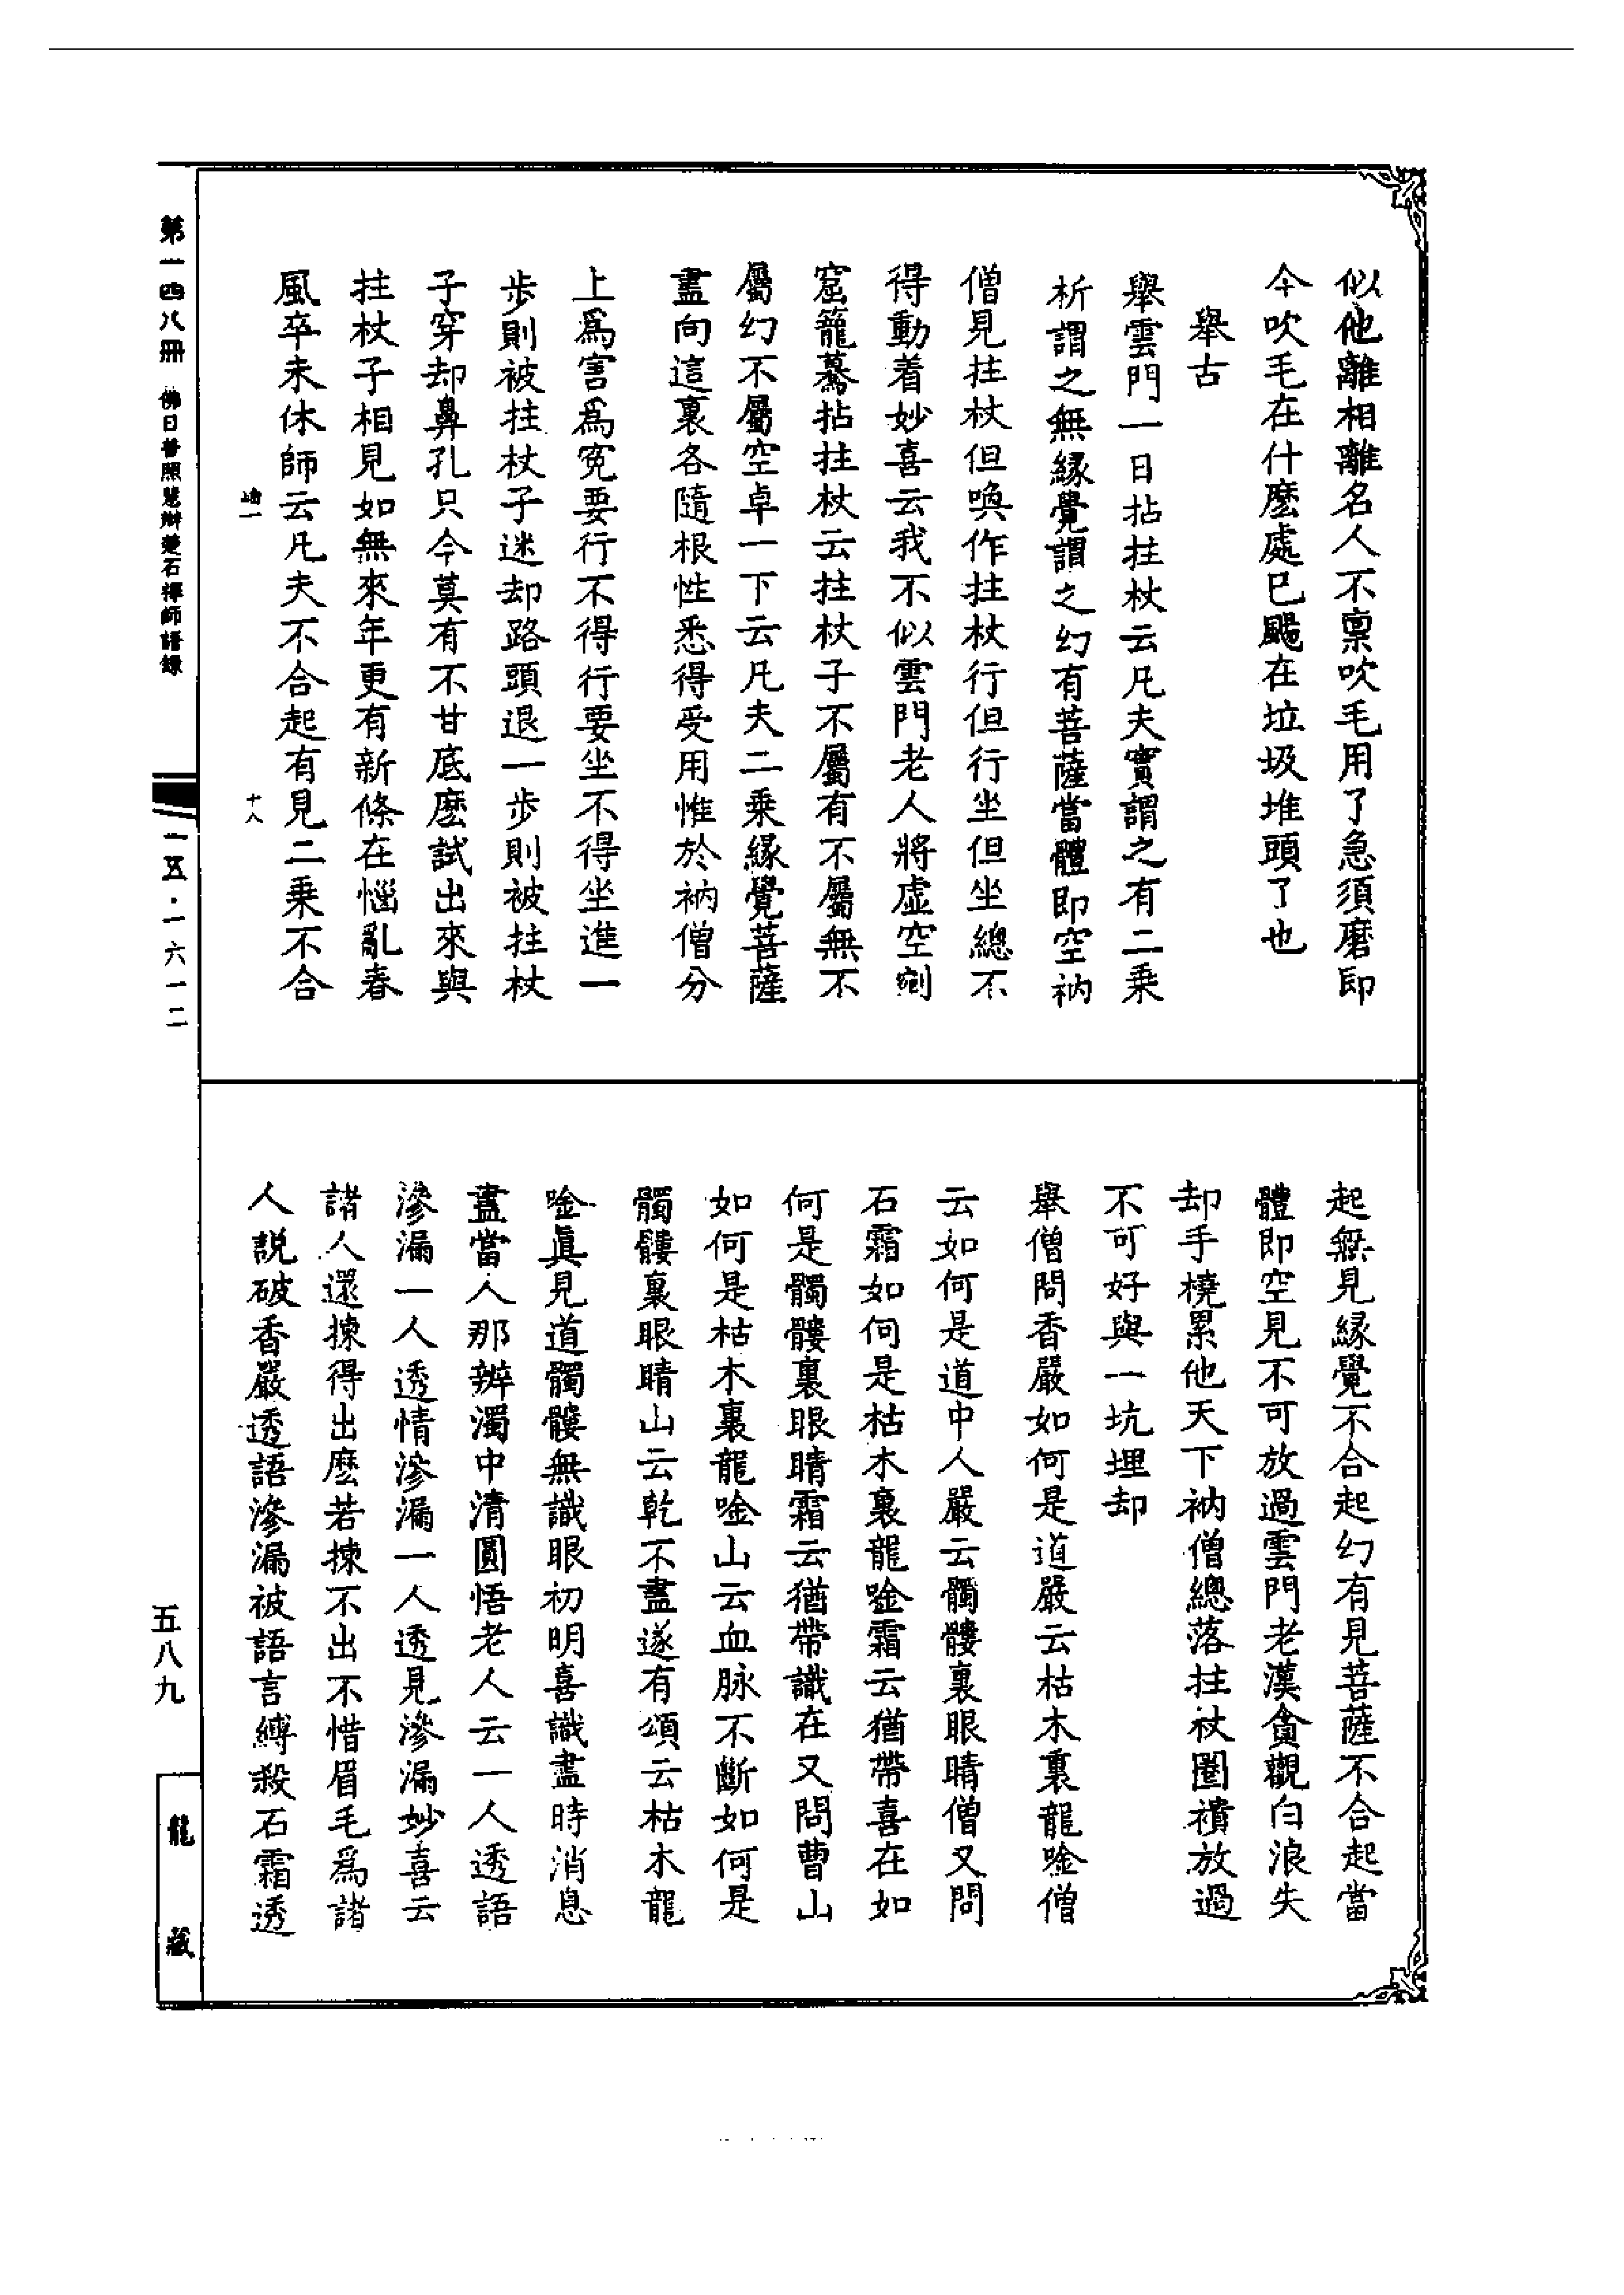 似他離相離名人不稟吹毛用了急須磨即
今吹毛在什麽處已颺在垃圾堆頭了也
舉古
舉雲門一日拈拄杖云凡夫實謂之有二乘
析謂之無緣覺謂之幻有菩薩當體即空衲
僧見拄杖但喚作拄杖行但行坐但坐總不
得動着妙喜云我不似雲門老人將虛空剜
窟籠驀拈拄杖云拄杖子不屬有不屬無不
屬幻不屬空卓一下云凡夫二乘緣覺菩薩
盡向這裏各隨根性悉得受用惟於衲僧分
上爲害爲冤要行不得行要坐不得坐進一
步則被拄杖子迷却路頭退一步則被拄杖
子穿却鼻孔只今莫有不甘底麽試出來與
拄杖子相見如無來年更有新條在惱亂春
風卒未休師云凡夫不合起有見二乘不合
起無見緣覺不合起幻有見菩薩不合起當
體即空見不可放過雲門老漢貪觀白浪失
却手橈累他天下衲僧總落拄杖圈襀放過
不可好與一坑埋却
舉僧問香嚴如何是道嚴云枯木裏龍唫僧
云如何是道中人嚴云髑髏裏眼睛僧又問
石霜如何是枯木裏龍唫霜云猶帶喜在如
何是髑髏裏眼睛霜云猶帶識在又問曹山
如何是枯木裏龍唫山云血脉不斷如何是
髑髏裏眼睛山云乾不盡遂有頌云枯木龍
唫眞見道髑髏無識眼初明喜識盡時消息
盡當人那辨濁中清圓悟老人云一人透語
滲漏一人透情滲漏一人透見滲漏妙喜云
諸人還揀得出麽若揀不出不惜眉毛爲諸
人説破香嚴透語滲漏被語言縛殺石霜透
第一四八冊
佛日普照慧辯楚石禪師語錄
一五·一六一二
五八九
龍藏